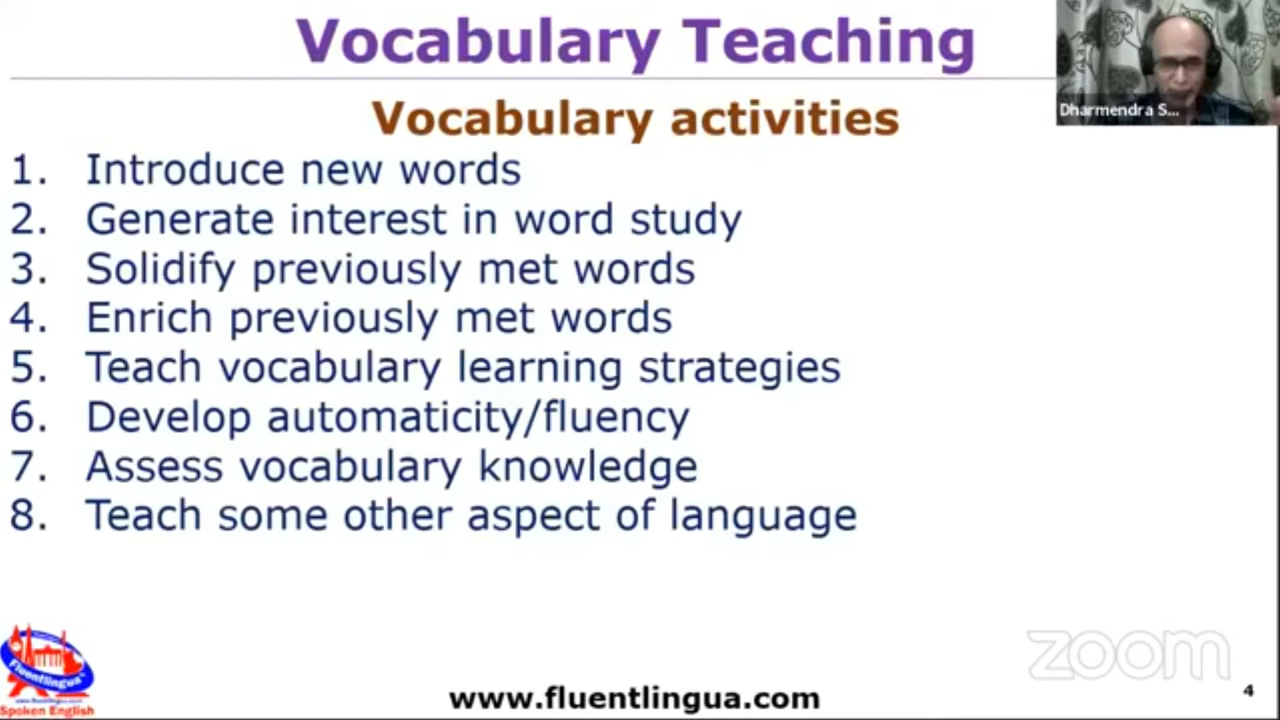 Vocabulary Teaching
Dharmendra S...
Vocabulary activities
1. Introduce new words
2. Generate interest in word study
3. Solidify previously met words
4. Enrich previously met words
5. Teach vocabulary learning strategies
6. Develop automaticity/fluency
7. Assess vocabulary knowledge
8. Teach some other aspect of language
zoom
Fluentlingua
Spoken English
www.fluentlingua.com
4